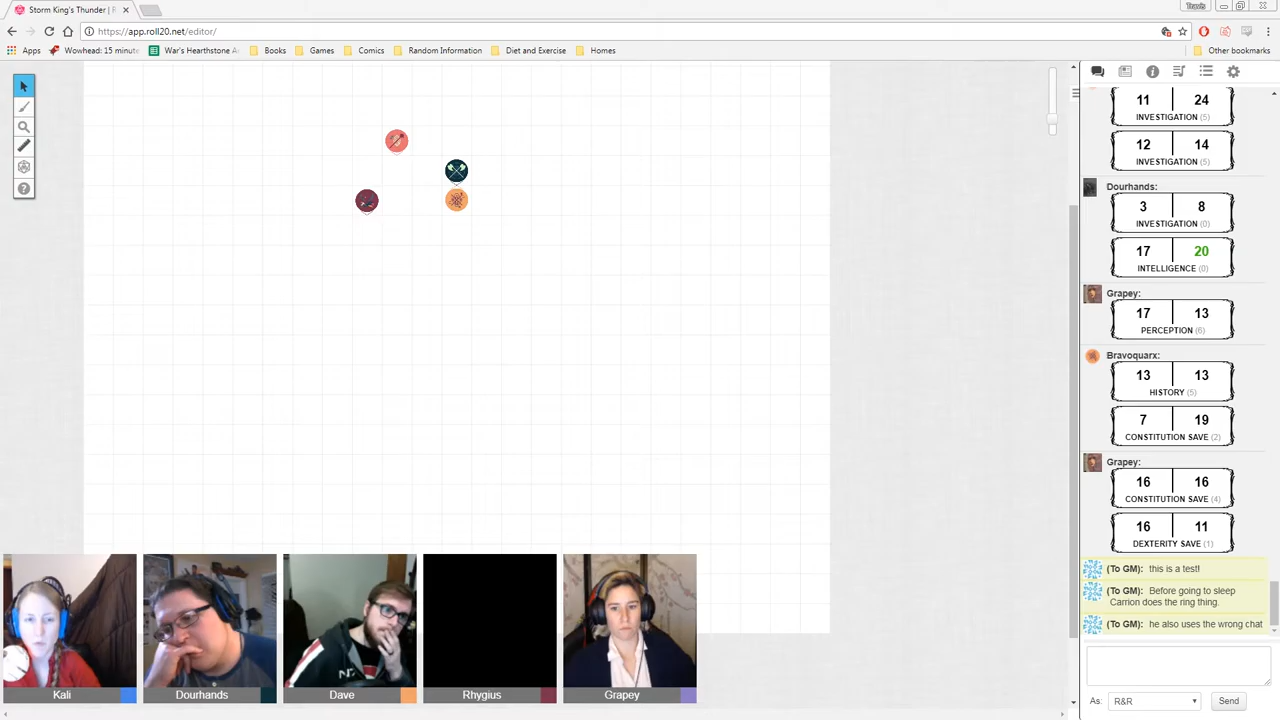 Storm King's Thunder | R
Travis
https://app.roll20.net/editor/
Apps
Wowhead: 15 minute
War's Hearthstone A
Books
Games
Comics
Random Information
Diet and Exercise
Homes
Other bookmarks
11 24
INVESTIGATION (5)
12 14
INVESTIGATION (5)
Dourhands:
3 8
INVESTIGATION (0)
17 20
INTELLIGENCE (0)
Grapey:
17 13
PERCEPTION (6)
Bravoquarx:
13 13
HISTORY (5)
7 19
CONSTITUTION SAVE (2)
Grapey:
16 16
CONSTITUTION SAVE (4)
16 11
DEXTERITY SAVE (1)
(To GM): this is a test!
(To GM): Before going to sleep
Carrion does the ring thing.
(To GM): he also uses the wrong chat
As: R&R Send
Kali
Dourhands
Dave
Rhygius
Grapey